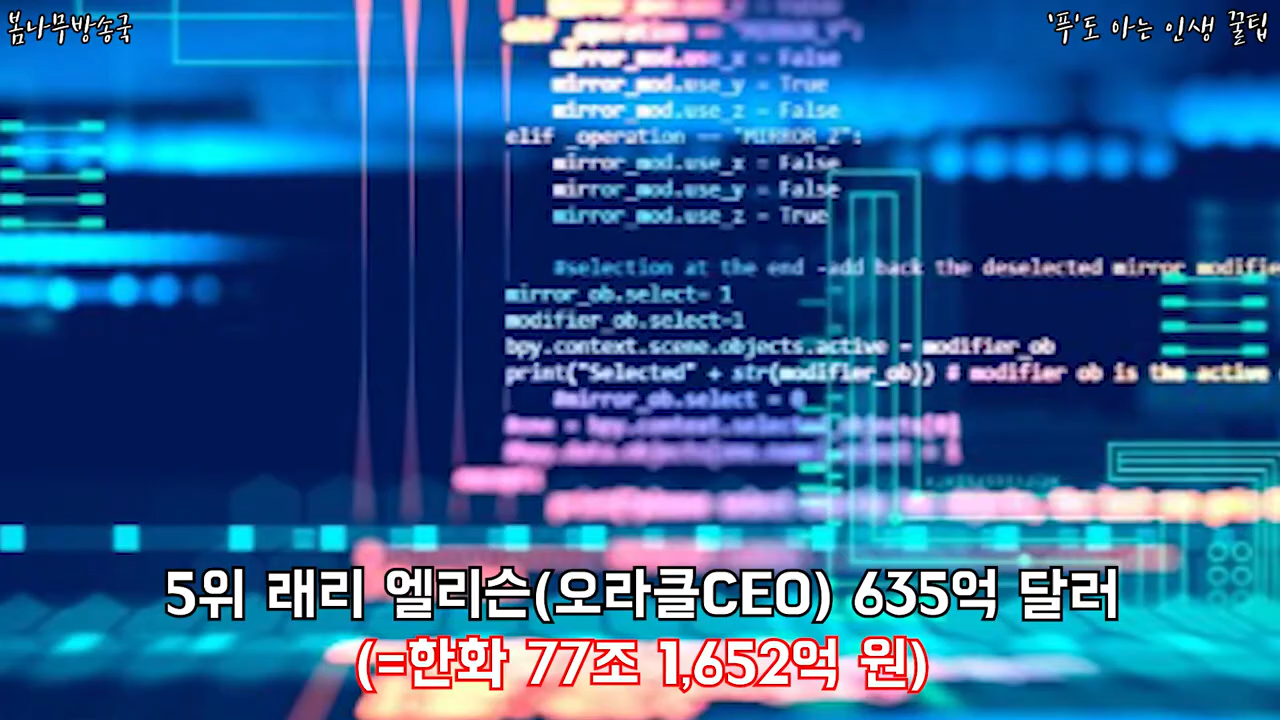 봄나무방송국
'푸'도 아는 인생 꿀팁
elif _operation == "MIRROR_Z":
mirror_mod.use_x = False
mirror_mod.use_y = True
mirror_mod.use_z = False
elif _operation == "MIRROR_Z":
mirror_mod.use_x = False
mirror_mod.use_y = False
mirror_mod.use_z = True
#selection at the end -add back the deselected mirror modifie
mirror_ob.select= 1
modifier_ob.select=1
bpy.context.scene.objects.active = modifier_ob
print("Selected" + str(modifier_ob)) # modifier ob is the active
#mirror_ob.select = 0
5위 래리 엘리슨(오라클CEO) 635억 달러
(=한화 77조 1,652억 원)